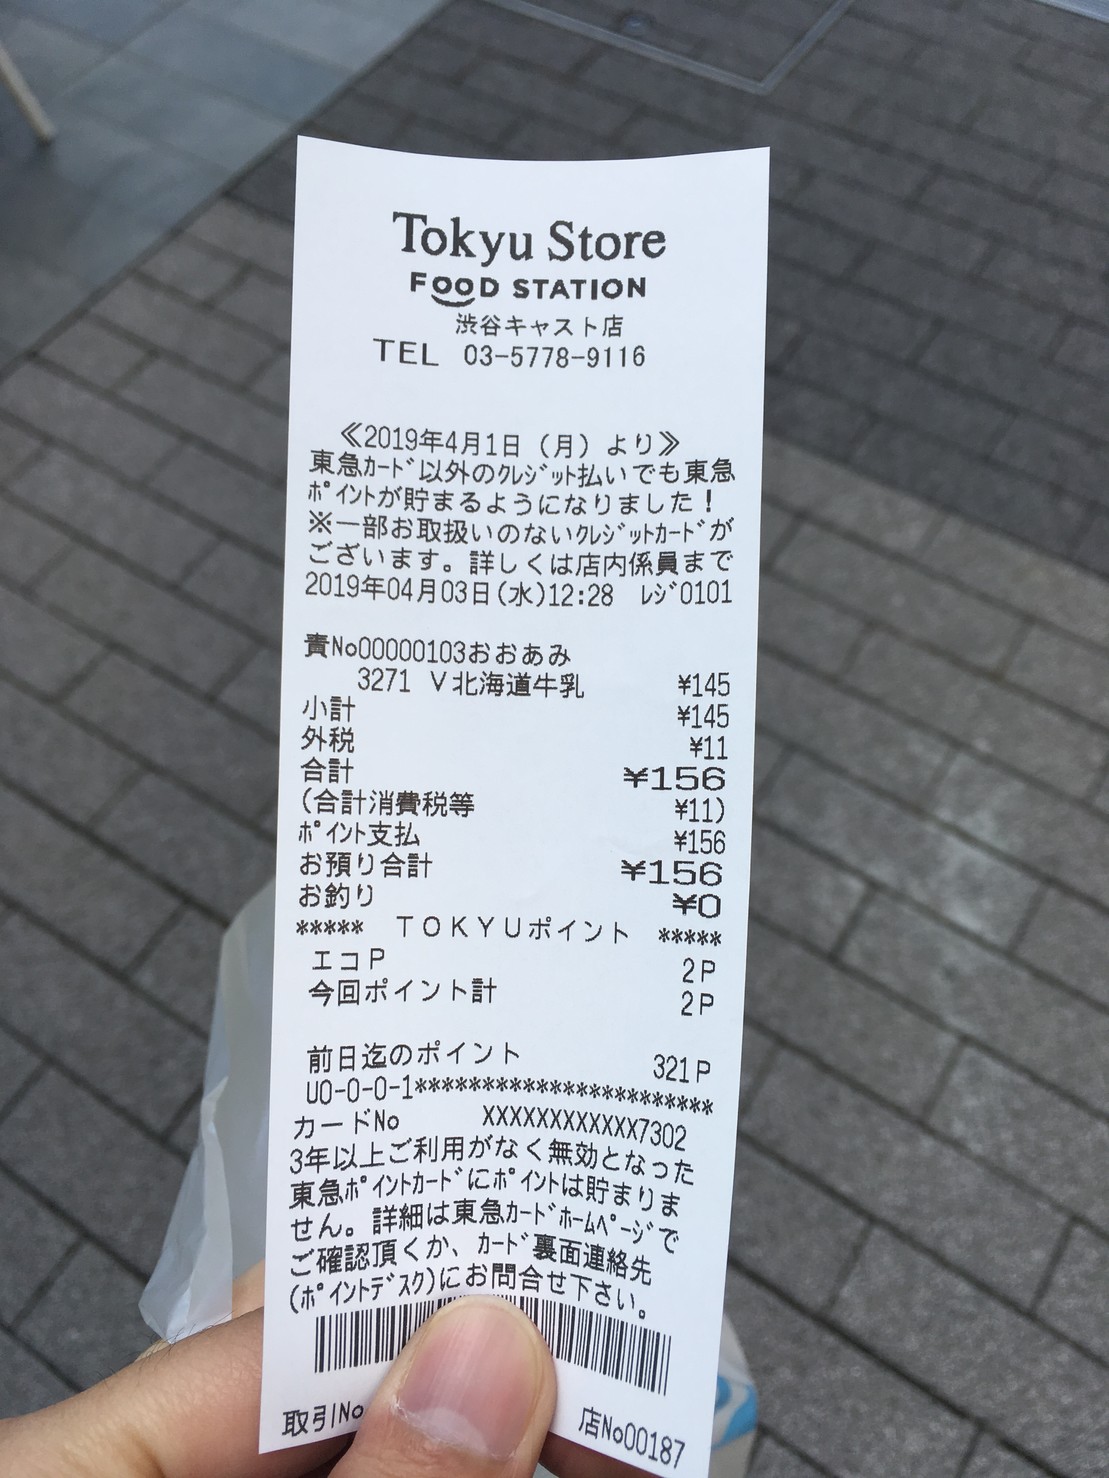 Tokyu Store
FOOD STATION
渋谷キャスト店
TEL 03-5778-9116
≪2019年4月1日（月）より≫
東急ｶｰﾄﾞ以外のｸﾚｼﾞｯﾄ払いでも東急
ﾎﾟｲﾝﾄが貯まるようになりました！
※一部お取扱いのないｸﾚｼﾞｯﾄｶｰﾄﾞが
ございます。詳しくは店内係員まで
2019年04月03日(水)12:28 ﾚｼﾞ0101
責No00000103おおあみ
3271 Ｖ北海道牛乳 ¥145
小計 ¥145
外税 ¥11
合計 ¥156
(合計消費税等 ¥11)
ﾎﾟｲﾝﾄ支払 ¥156
お預り合計 ¥156
お釣り ¥0
***** ＴＯＫＹＵポイント *****
エコＰ 2Ｐ
今回ポイント計 2Ｐ
前日迄のポイント 321Ｐ
UO-0-0-1***********************
カードNo XXXXXXXXXXXX7302
3年以上ご利用がなく無効となった
東急ﾎﾟｲﾝﾄｶｰﾄﾞにﾎﾟｲﾝﾄは貯まりま
せん。詳細は東急ｶｰﾄﾞﾎｰﾑﾍﾟｰｼﾞで
ご確認頂くか、ｶｰﾄﾞ裏面連絡先
(ﾎﾟｲﾝﾄﾃﾞｽｸ)にお問合せ下さい。
取引No 店No00187